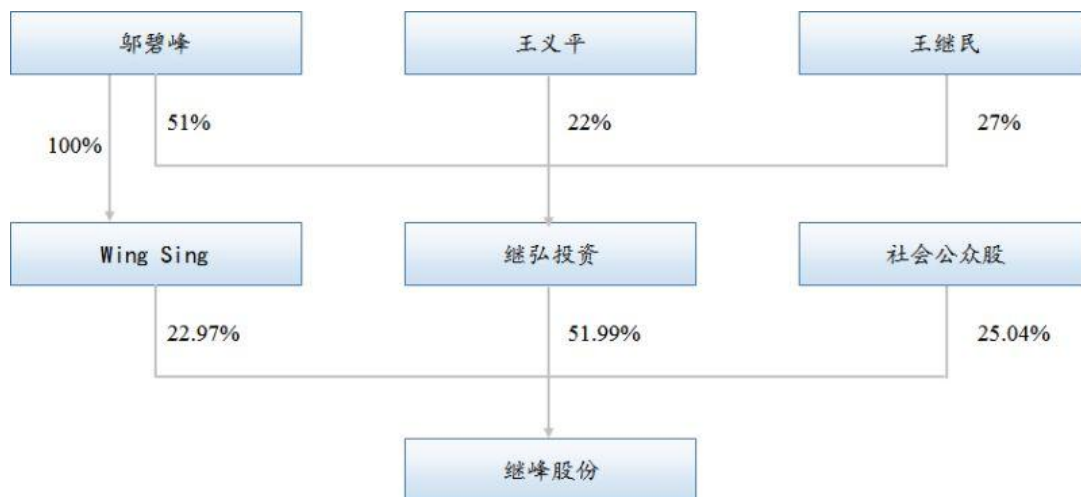 邬碧峰
王义平
王继民
51%
22%
27%
100%
Wing Sing
继弘投资
社会公众股
22.97%
51.99%
25.04%
继峰股份